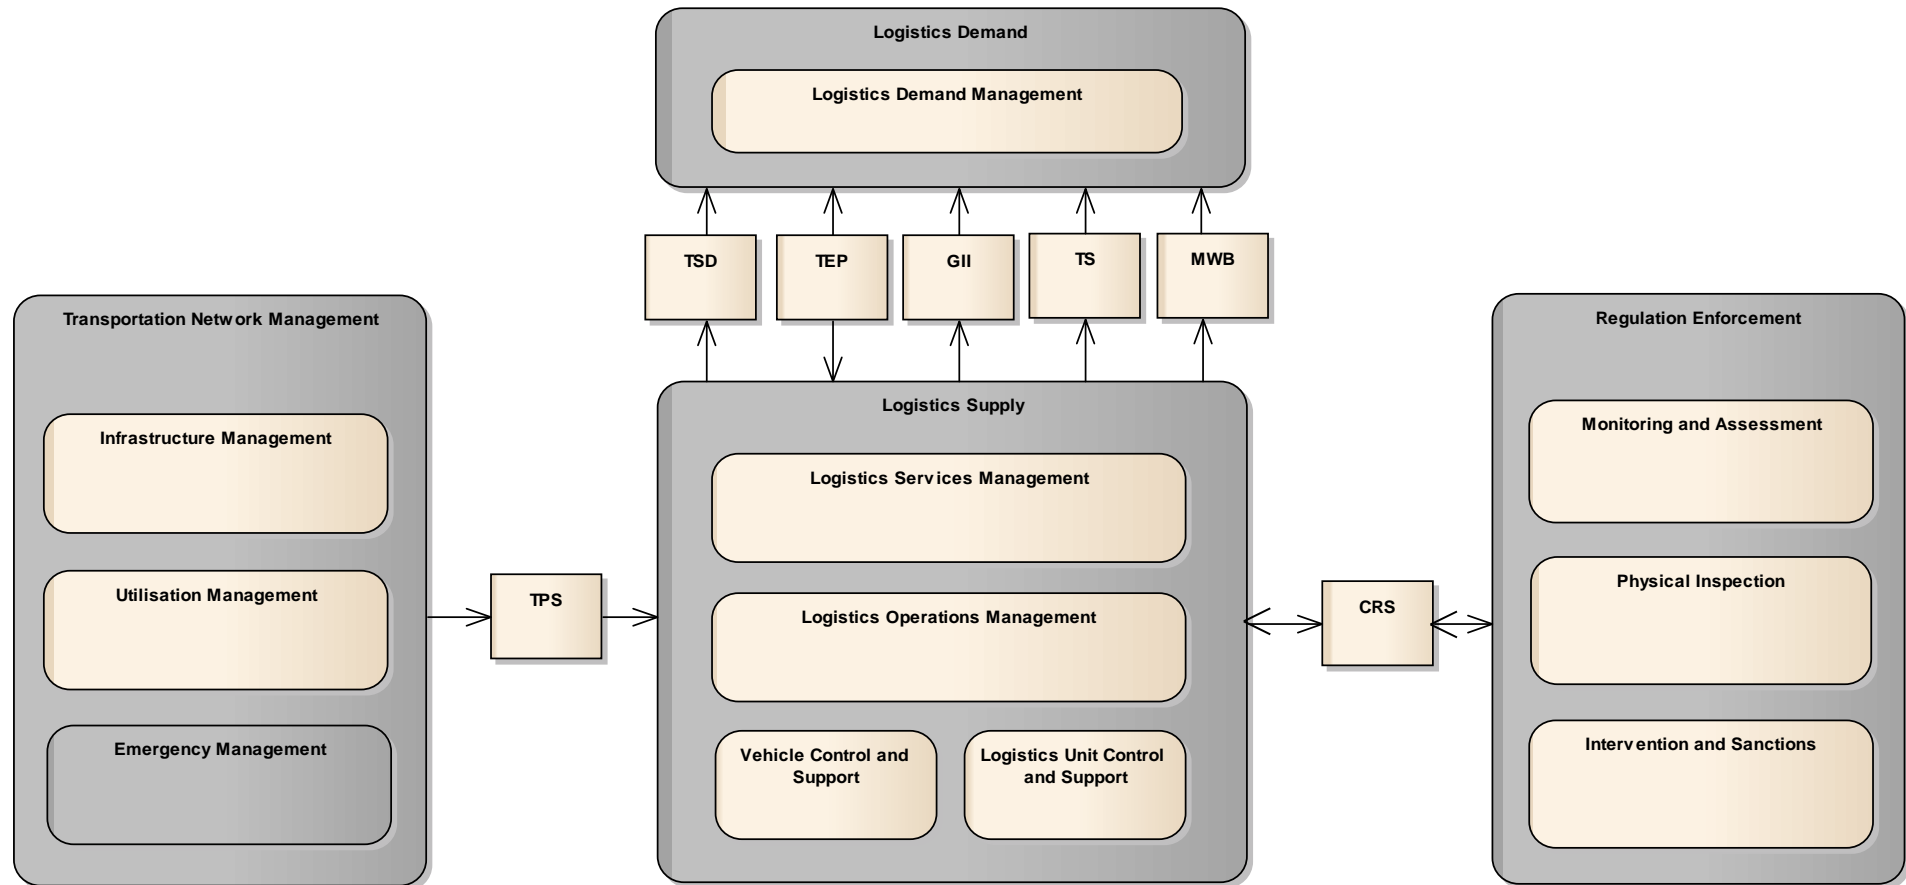 Logistics Demand
Logistics Demand Management
TSD
TEP
GII
TS
MWB
Transportation Network Management
Infrastructure Management
Utilisation Management
Emergency Management
TPS
Logistics Supply
Logistics Services Management
Logistics Operations Management
Vehicle Control and
Support
Logistics Unit Control
and Support
CRS
Regulation Enforcement
Monitoring and Assessment
Physical Inspection
Intervention and Sanctions